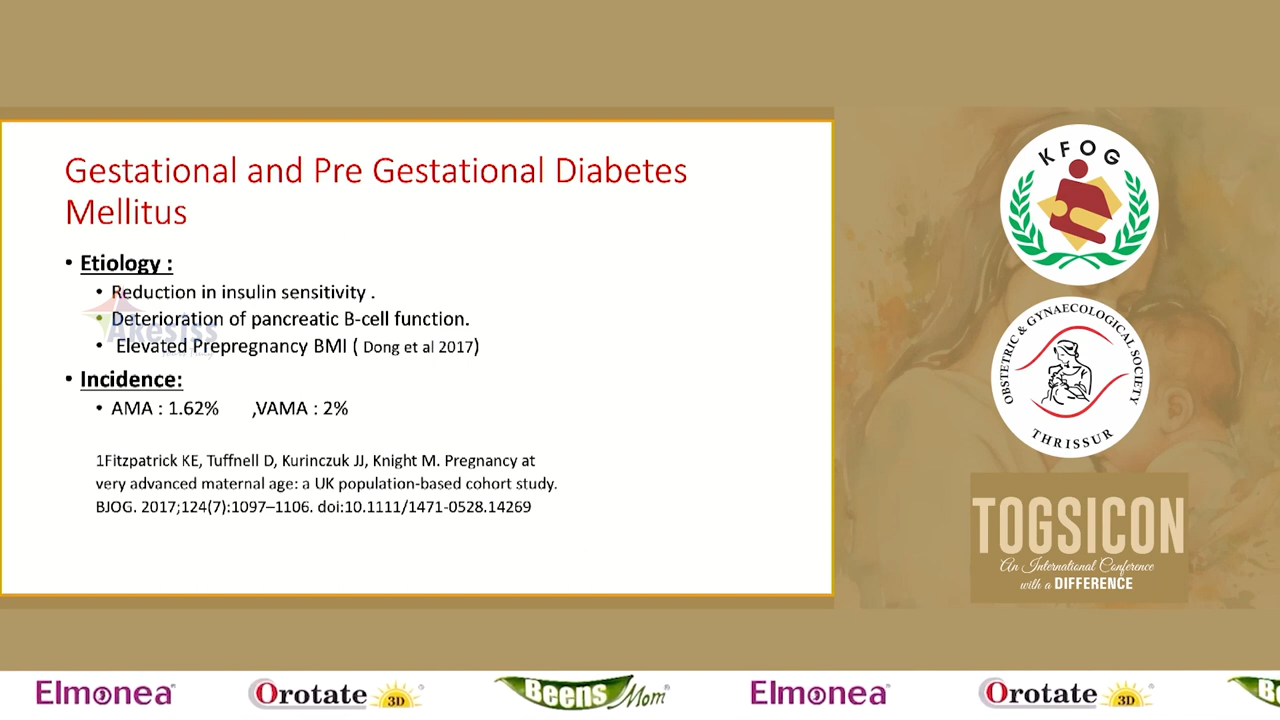 Gestational and Pre Gestational Diabetes
Mellitus
• Etiology :
• Reduction in insulin sensitivity .
• Deterioration of pancreatic B-cell function.
• Elevated Prepregnancy BMI ( Dong et al 2017)
• Incidence:
• AMA : 1.62% ,VAMA : 2%
1Fitzpatrick KE, Tuffnell D, Kurinczuk JJ, Knight M. Pregnancy at
very advanced maternal age: a UK population-based cohort study.
BJOG. 2017;124(7):1097–1106. doi:10.1111/1471-0528.14269
KFOG
OBSTETRIC & GYNAECOLOGICAL SOCIETY
THRISSUR
TOGSICON
An International Conference
with a DIFFERENCE
Elmonea Orotate 3D Beens Mom Elmonea Orotate 3D Be